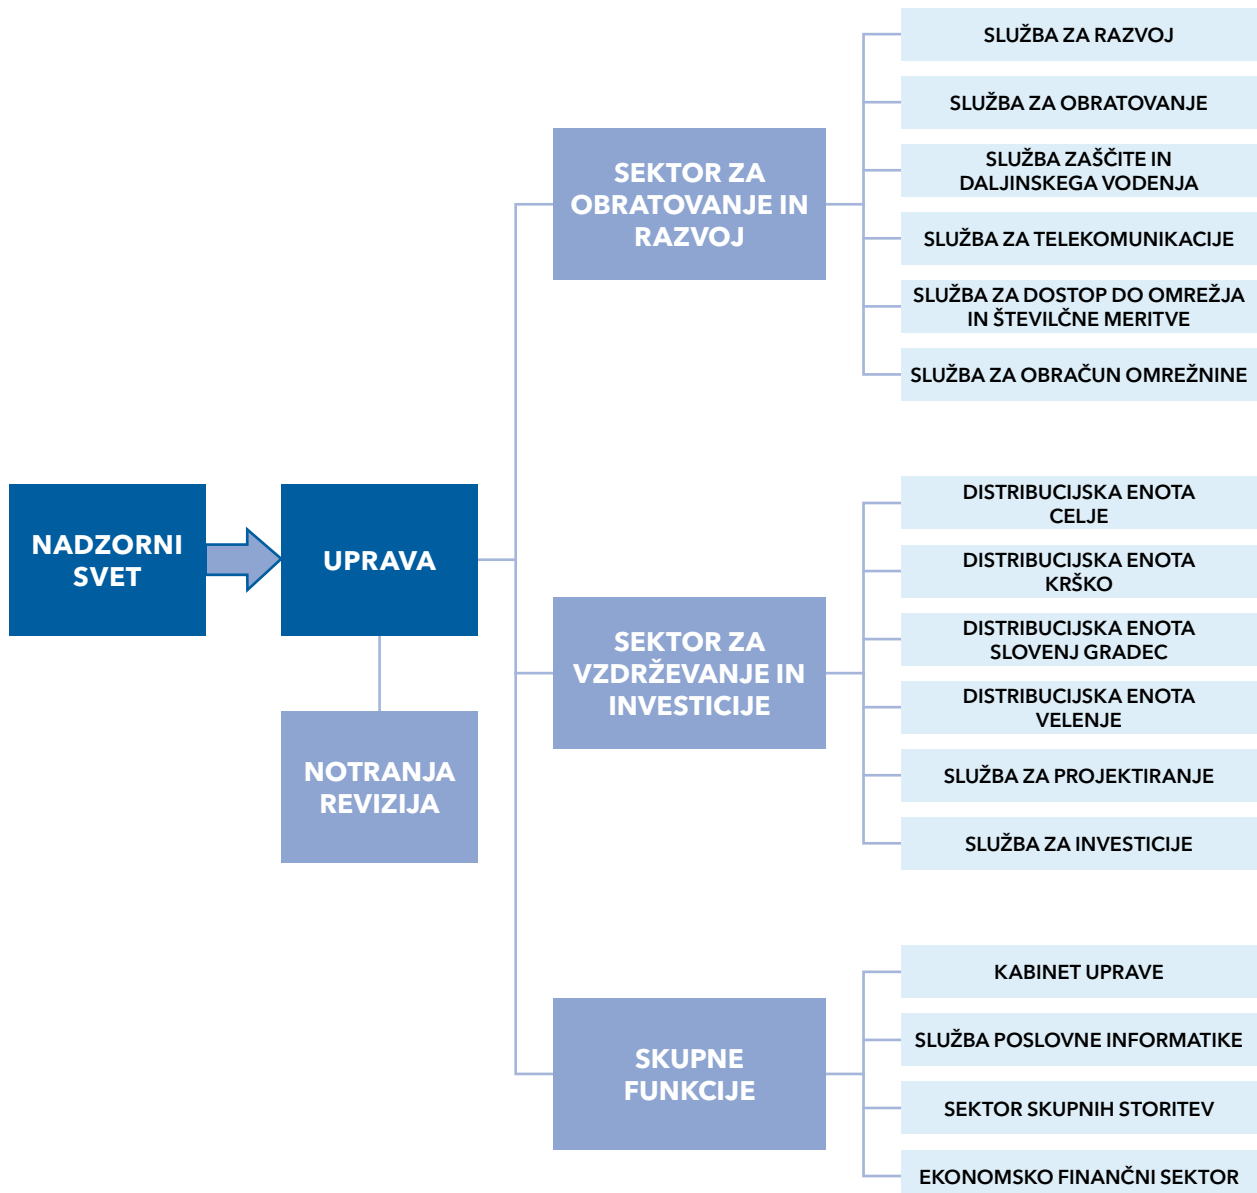 NADZORNI
SVET
UPRAVA
NOTRANJA
REVIZIJA
SEKTOR ZA
OBRATOVANJE IN
RAZVOJ
SLUŽBA ZA RAZVOJ
SLUŽBA ZA OBRATOVANJE
SLUŽBA ZAŠČITE IN
DALJINSKEGA VODENJA
SLUŽBA ZA TELEKOMUNIKACIJE
SLUŽBA ZA DOSTOP DO OMREŽJA
IN ŠTEVILČNE MERITVE
SLUŽBA ZA OBRAČUN OMREŽNINE
SEKTOR ZA
VZDRŽEVANJE IN
INVESTICIJE
DISTRIBUCIJSKA ENOTA
CELJE
DISTRIBUCIJSKA ENOTA
KRŠKO
DISTRIBUCIJSKA ENOTA
SLOVENJ GRADEC
DISTRIBUCIJSKA ENOTA
VELENJE
SLUŽBA ZA PROJEKTIRANJE
SLUŽBA ZA INVESTICIJE
SKUPNE
FUNKCIJE
KABINET UPRAVE
SLUŽBA POSLOVNE INFORMATIKE
SEKTOR SKUPNIH STORITEV
EKONOMSKO FINANČNI SEKTOR